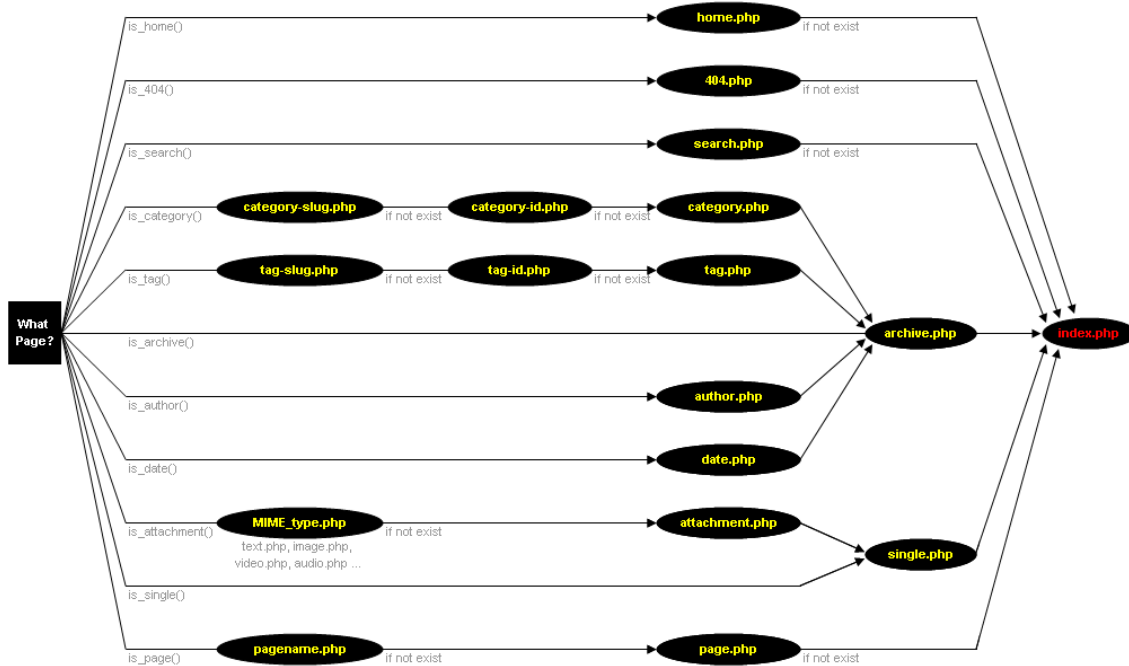 is_home()
home.php
if not exist
is_404()
404.php
if not exist
is_search()
search.php
if not exist
is_category()
category-slug.php
if not exist
category-id.php
if not exist
category.php
is_tag()
tag-slug.php
if not exist
tag-id.php
if not exist
tag.php
What
Page?
is_archive()
archive.php
index.php
is_author()
author.php
is_date()
date.php
is_attachment()
MIME_type.php
if not exist
attachment.php
text.php, image.php,
video.php, audio.php ...
single.php
is_single()
is_page()
pagename.php
if not exist
page.php
if not exist